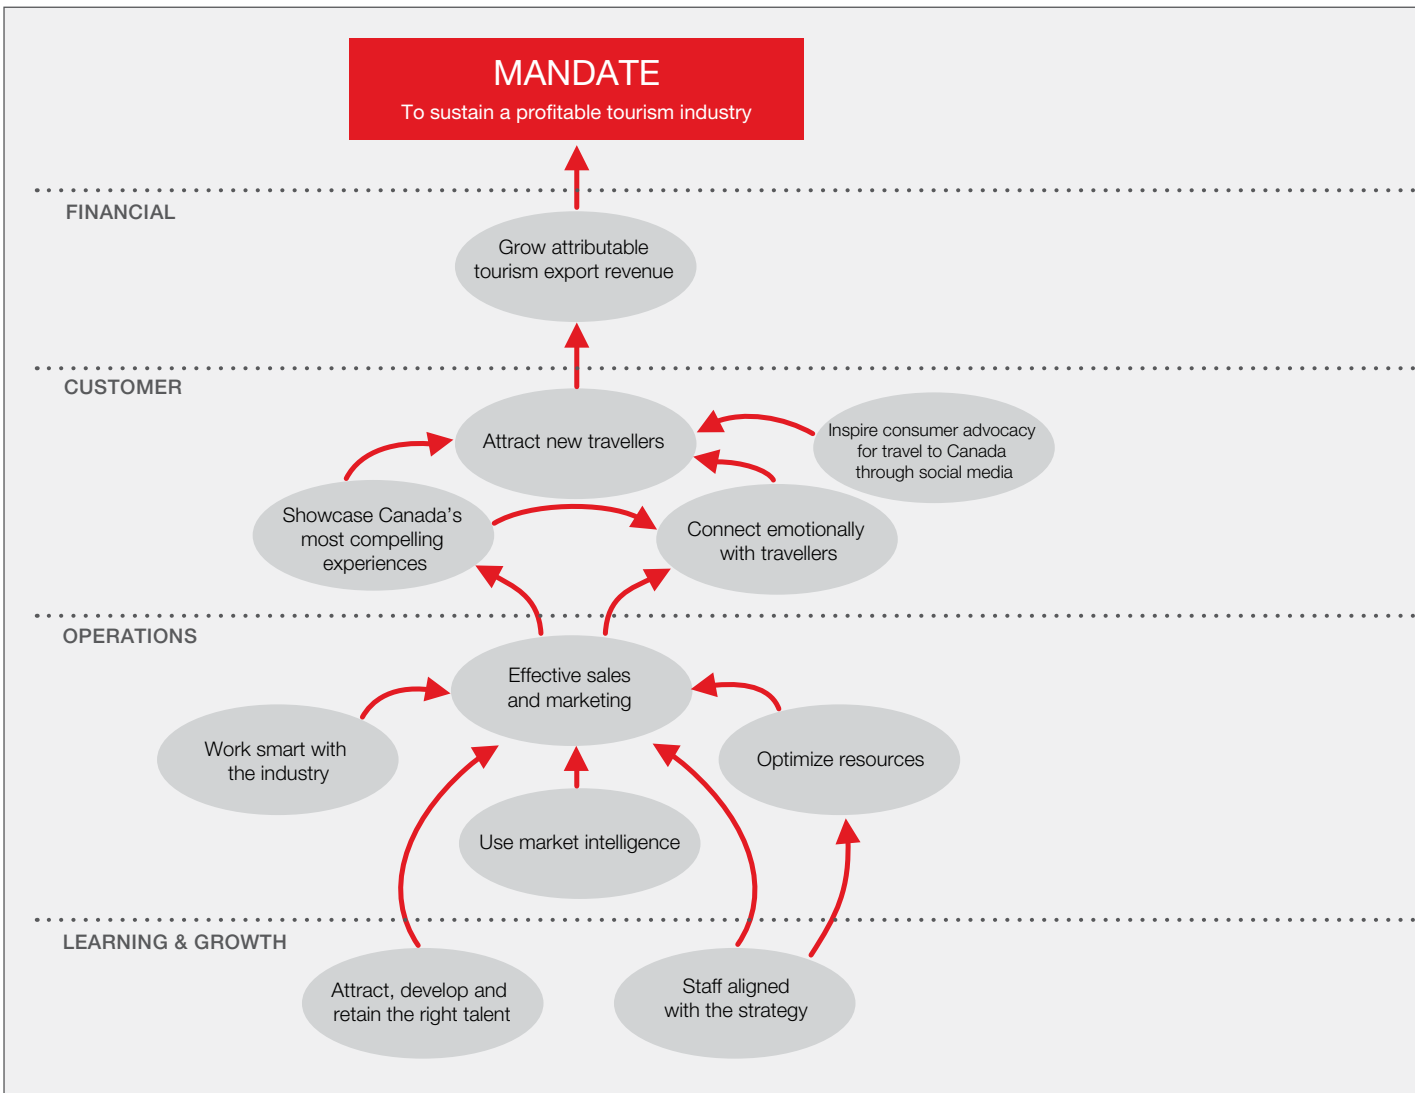 MANDATE
To sustain a profitable tourism industry
FINANCIAL
Grow attributable
tourism export revenue
CUSTOMER
Attract new travellers
Inspire consumer advocacy
for travel to Canada
through social media
Showcase Canada’s
most compelling
experiences
Connect emotionally
with travellers
OPERATIONS
Effective sales
and marketing
Work smart with
the industry
Optimize resources
Use market intelligence
LEARNING & GROWTH
Attract, develop and
retain the right talent
Staff aligned
with the strategy